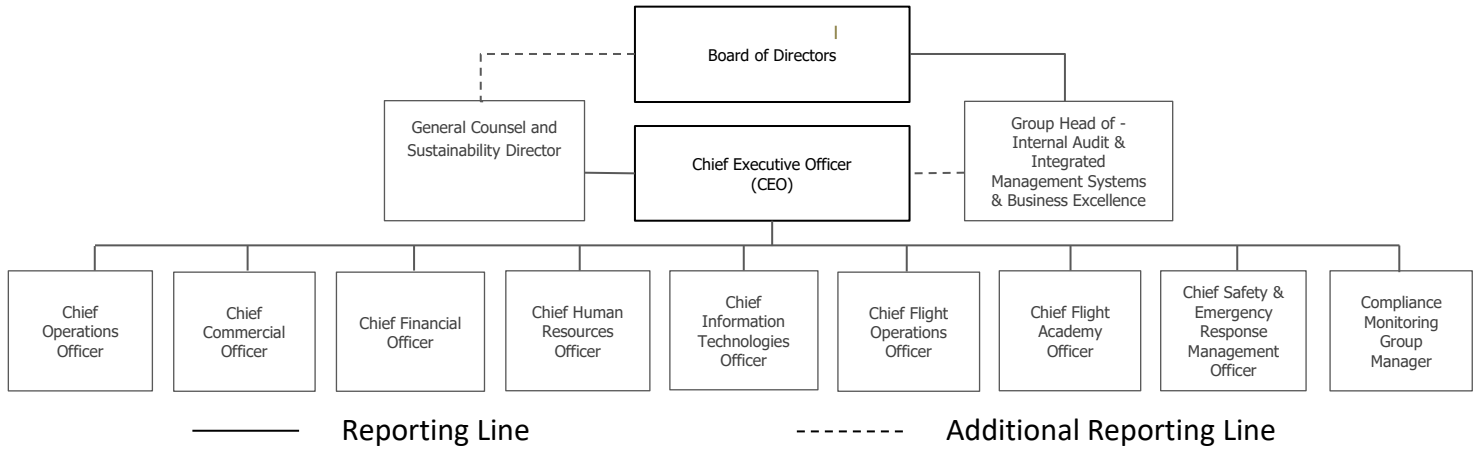 Board of Directors
General Counsel and
Sustainability Director
Group Head of -
Internal Audit &
Integrated
Management Systems
& Business Excellence
Chief Executive Officer
(CEO)
Chief
Operations
Officer
Chief
Commercial
Officer
Chief Financial
Officer
Chief Human
Resources
Officer
Chief
Information
Technologies
Officer
Chief Flight
Operations
Officer
Chief Flight
Academy
Officer
Chief Safety &
Emergency
Response
Management
Officer
Compliance
Monitoring
Group
Manager
Reporting Line
Additional Reporting Line